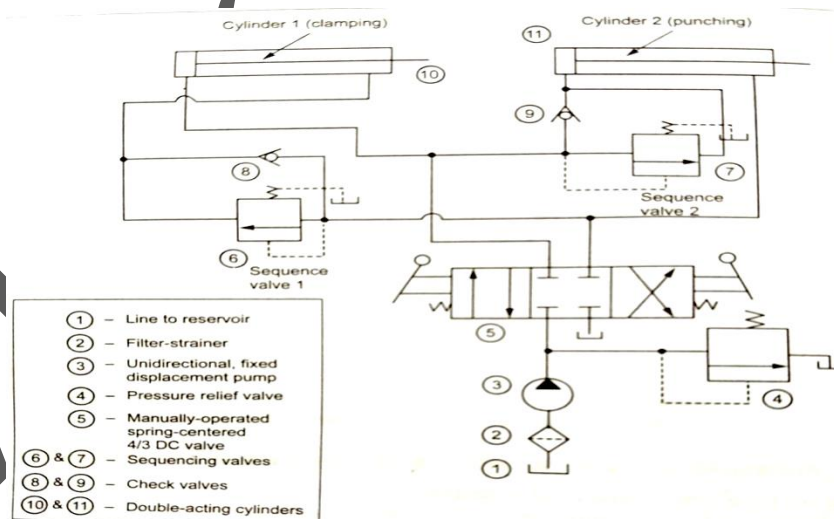 Cylinder 1 (clamping)
Cylinder 2 (punching)
11
10
9
8
7
Sequence
valve 2
6
Sequence
valve 1
5
4
3
2
1
1 – Line to reservoir
2 – Filter-strainer
3 – Unidirectional, fixed
displacement pump
4 – Pressure relief valve
5 – Manually-operated
spring-centered
4/3 DC valve
6 & 7 – Sequencing valves
8 & 9 – Check valves
10 & 11 – Double-acting cylinders